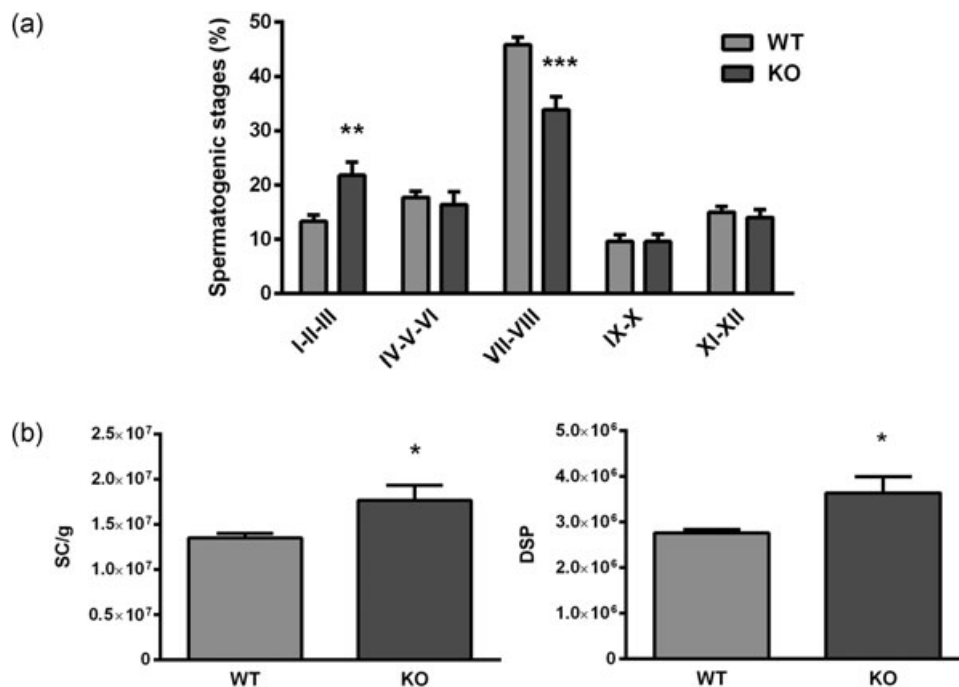 (a)
Spermatogenic stages (%)
50
40
30
20
10
0
**
***
WT
KO
I-II-III
IV-V-VI
VII-VIII
IX-X
XI-XII
(b)
SC/g
2.5×10⁷
2.0×10⁷
1.5×10⁷
1.0×10⁷
0.5×10⁷
0
*
WT KO
DSP
5.0×10⁶
4.0×10⁶
3.0×10⁶
2.0×10⁶
1.0×10⁶
0
*
WT KO